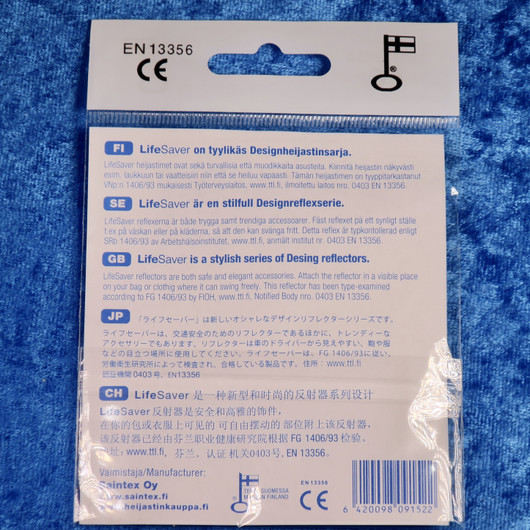 EN 13356
CE
®
FI LifeSaver on tyylikäs Designheijastinsarja.
LifeSaver heijastimet ovat sekä turvallisia että muodikkaita asusteita. Kiinnitä heijastin näkyvästi
esim. laukkuun tai vaatteisiin niin että se heiluu vapaasti. Tämän heijastimen on tyyppitarkastanut
VNp:n 1406/93 mukaisesti Työterveyslaitos, www.ttl.fi, ilmoitettu laitos nro. 0403 EN 13356.
SE LifeSaver är en stilfull Designreflexserie.
LifeSaver reflexerna är både trygga samt trendiga accessoarer. Fäst reflexet på ett synligt ställe
t.ex på väskan eller på kläderna, så att den kan svänga fritt. Detta reflex är typkontrollerad enligt
SRb 1406/93 av Arbetshälsoinstitutet, www.ttl.fi, anmält institut nr. 0403 EN 13356.
GB LifeSaver is a stylish series of Desing reflectors.
LifeSaver reflectors are both safe and elegant accessories. Attach the reflector in a visible place
on your bag or clothing where it can swing freely. This reflector has been type-examined
according to FG 1406/93 by FIOH, www.ttl.fi, Notified Body nro. 0403 EN 13356.
JP 「ライフセーバー」は新しいオシャレなデザインリフレクターシリーズです。
ライフセーバーは、交通安全のためのリフレクターであるほかに、トレンディーな
アクセサリーでもあります。リフレクターは車のドライバーから見えやすい、鞄や服
などの目立つ場所に使用してください。ライフセーバーは、FG 1406/93に従い、
労働衛生研究所によって検査され、合格している製品です。住所：www.ttl.fi
認証機関0403号、EN13356
CH LifeSaver 是一种新型和时尚的反射器系列设计
LifeSaver 反射器是安全和高雅的饰件，
在你的包或衣服上可见的 可自由摆动的 部位附上该反射器。
该反射器已经由芬兰职业健康研究院根据 FG 1406/93 检验。
地址：www.ttl.fi, 芬兰。认证 机关0403号, EN 13356.
Valmistaja/Manufacturer:
Saintex Oy
www.saintex.fi
heijastinkauppa.fi
SUOMESSA
IN FINLAND
EN 13356
CE
6 420098 091522